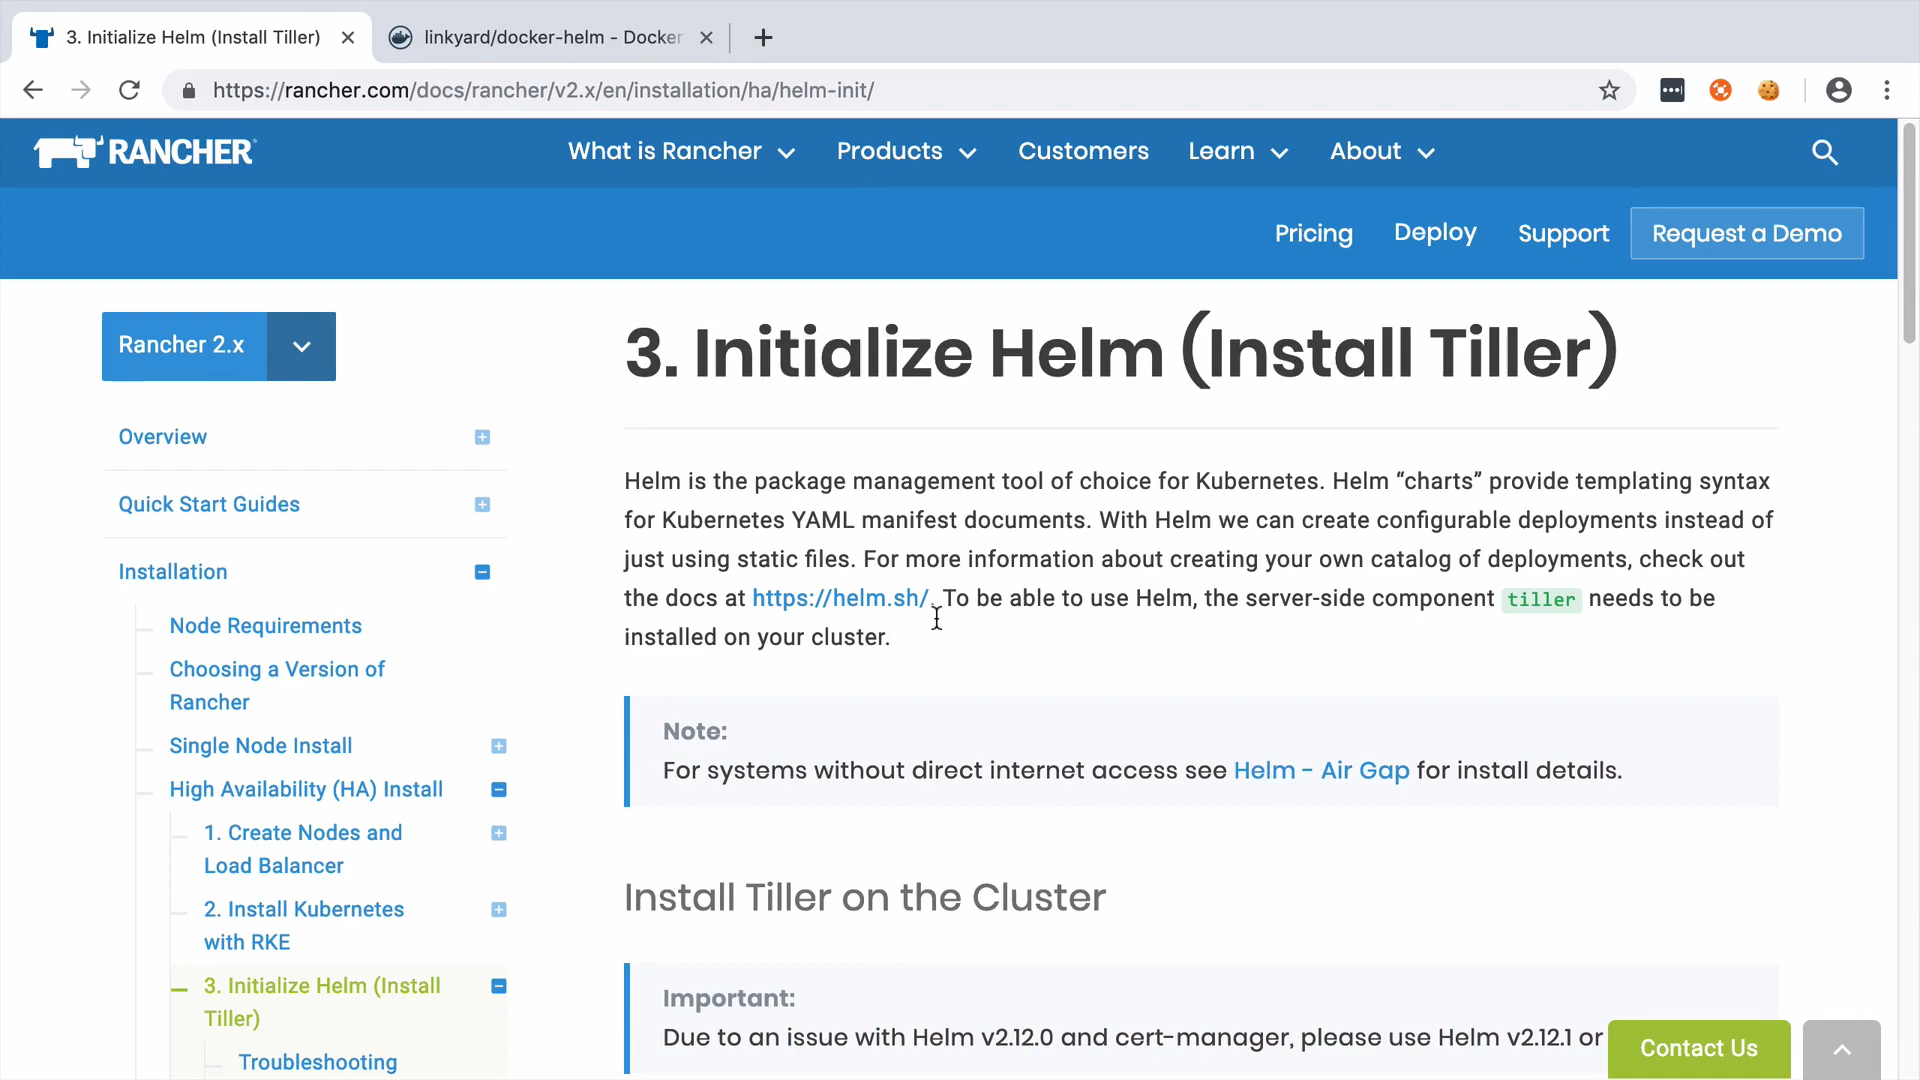 3. Initialize Helm (Install Tiller)
linkyard/docker-helm - Docker
https://rancher.com/docs/rancher/v2.x/en/installation/ha/helm-init/
RANCHER
What is Rancher
Products
Customers
Learn
About
Pricing
Deploy
Support
Request a Demo
Rancher 2.x
Overview
Quick Start Guides
Installation
Node Requirements
Choosing a Version of
Rancher
Single Node Install
High Availability (HA) Install
1. Create Nodes and
Load Balancer
2. Install Kubernetes
with RKE
3. Initialize Helm (Install
Tiller)
Troubleshooting
3. Initialize Helm (Install Tiller)
Helm is the package management tool of choice for Kubernetes. Helm “charts” provide templating syntax
for Kubernetes YAML manifest documents. With Helm we can create configurable deployments instead of
just using static files. For more information about creating your own catalog of deployments, check out
the docs at https://helm.sh/. To be able to use Helm, the server-side component tiller needs to be
installed on your cluster.
Note:
For systems without direct internet access see Helm - Air Gap for install details.
Install Tiller on the Cluster
Important:
Due to an issue with Helm v2.12.0 and cert-manager, please use Helm v2.12.1 or
Contact Us